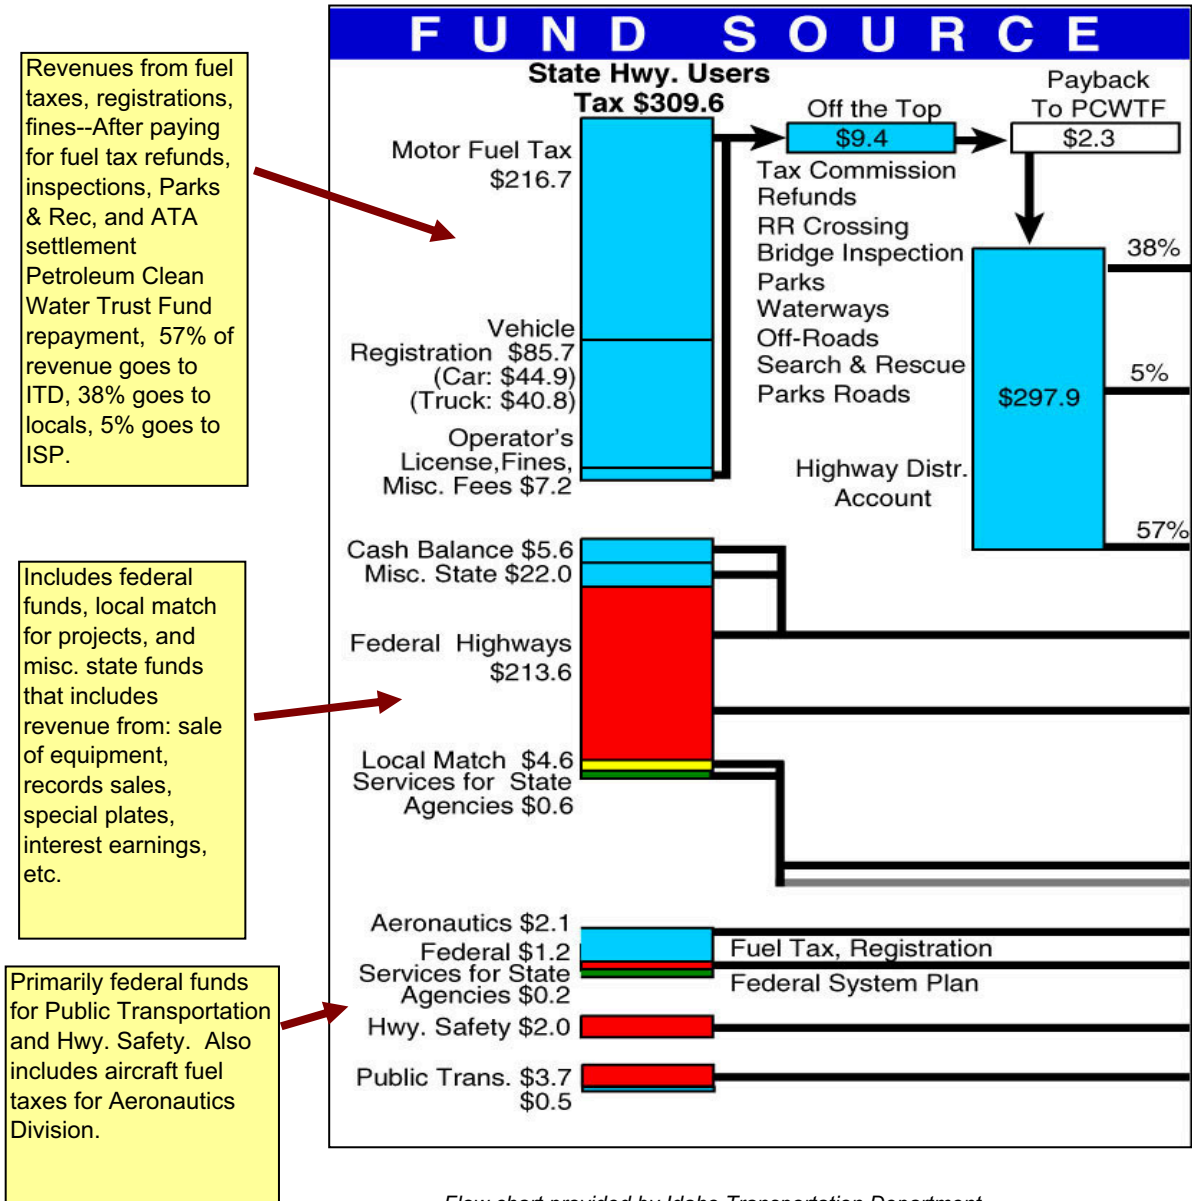 FUND SOURCE
Revenues from fuel
taxes, registrations,
fines--After paying
for fuel tax refunds,
inspections, Parks
& Rec, and ATA
settlement
Petroleum Clean
Water Trust Fund
repayment, 57% of
revenue goes to
ITD, 38% goes to
locals, 5% goes to
ISP.
State Hwy. Users
Tax $309.6
Motor Fuel Tax
$216.7
Vehicle
Registration $85.7
(Car: $44.9)
(Truck: $40.8)
Operator's
License,Fines,
Misc. Fees $7.2
Off the Top
$9.4
Tax Commission
Refunds
RR Crossing
Bridge Inspection
Parks
Waterways
Off-Roads
Search & Rescue
Parks Roads
Payback
To PCWTF
$2.3
$297.9
Highway Distr.
Account
38%
5%
57%
Includes federal
funds, local match
for projects, and
misc. state funds
that includes
revenue from: sale
of equipment,
records sales,
special plates,
interest earnings,
etc.
Cash Balance $5.6
Misc. State $22.0
Federal Highways
$213.6
Local Match $4.6
Services for State
Agencies $0.6
Primarily federal funds
for Public Transportation
and Hwy. Safety. Also
includes aircraft fuel
taxes for Aeronautics
Division.
Aeronautics $2.1
Federal $1.2
Services for State
Agencies $0.2
Hwy. Safety $2.0
Public Trans. $3.7
$0.5
Fuel Tax, Registration
Federal System Plan
Flow chart provided by Idaho Transportation Department